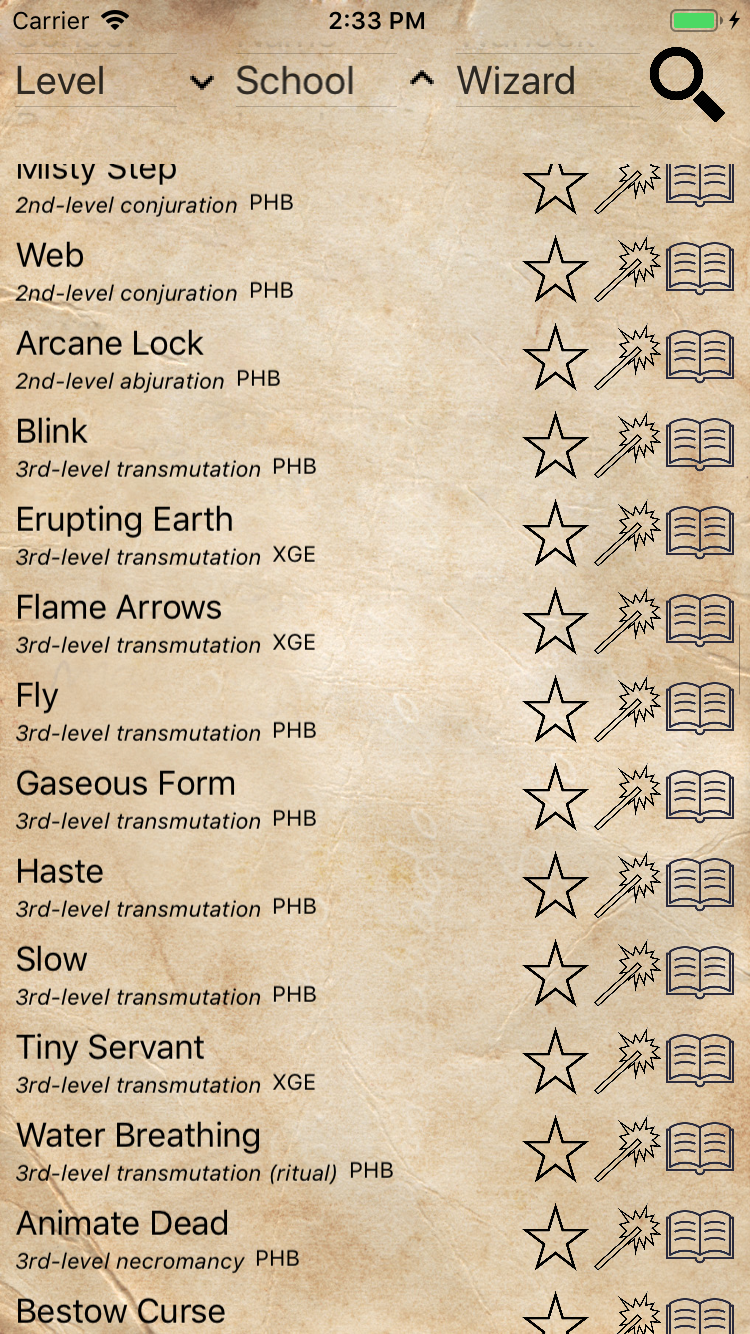 Carrier 2:33 PM
Level School Wizard
Misty Step
2nd-level conjuration PHB
Web
2nd-level conjuration PHB
Arcane Lock
2nd-level abjuration PHB
Blink
3rd-level transmutation PHB
Erupting Earth
3rd-level transmutation XGE
Flame Arrows
3rd-level transmutation XGE
Fly
3rd-level transmutation PHB
Gaseous Form
3rd-level transmutation PHB
Haste
3rd-level transmutation PHB
Slow
3rd-level transmutation PHB
Tiny Servant
3rd-level transmutation XGE
Water Breathing
3rd-level transmutation (ritual) PHB
Animate Dead
3rd-level necromancy PHB
Bestow Curse